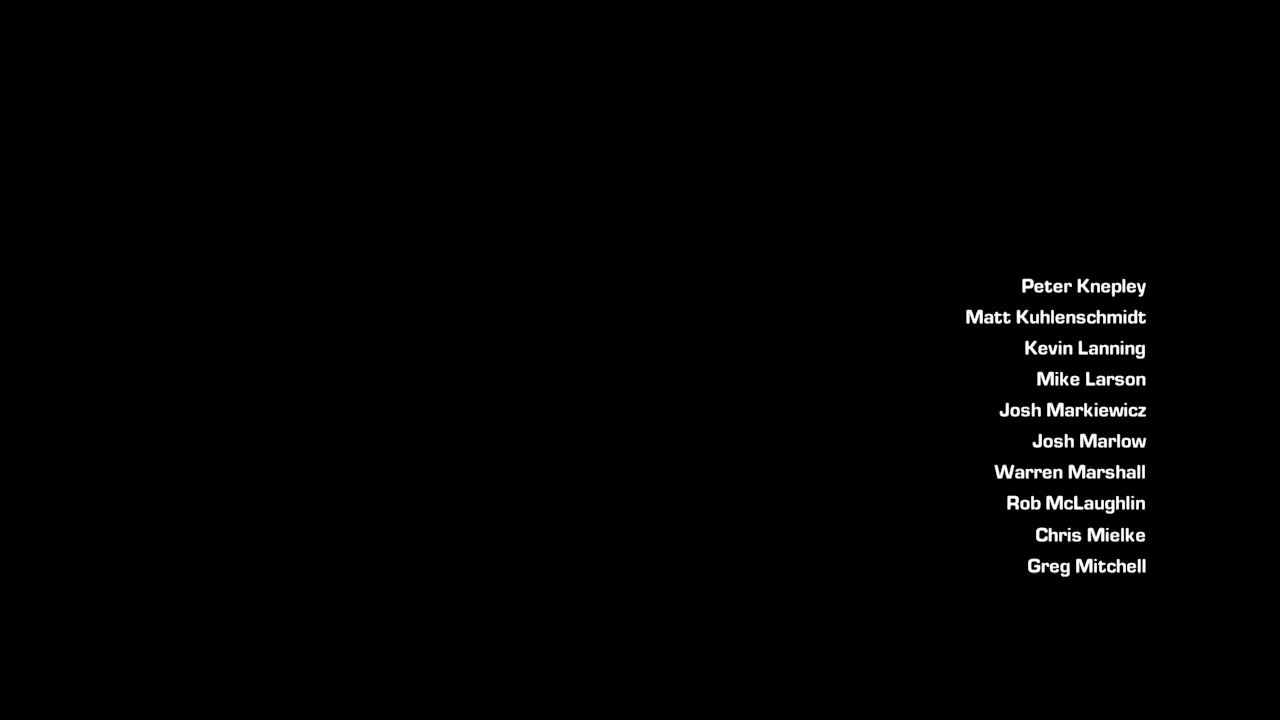 Peter Knepley
Matt Kuhlenschmidt
Kevin Lanning
Mike Larson
Josh Markiewicz
Josh Marlow
Warren Marshall
Rob McLaughlin
Chris Mielke
Greg Mitchell